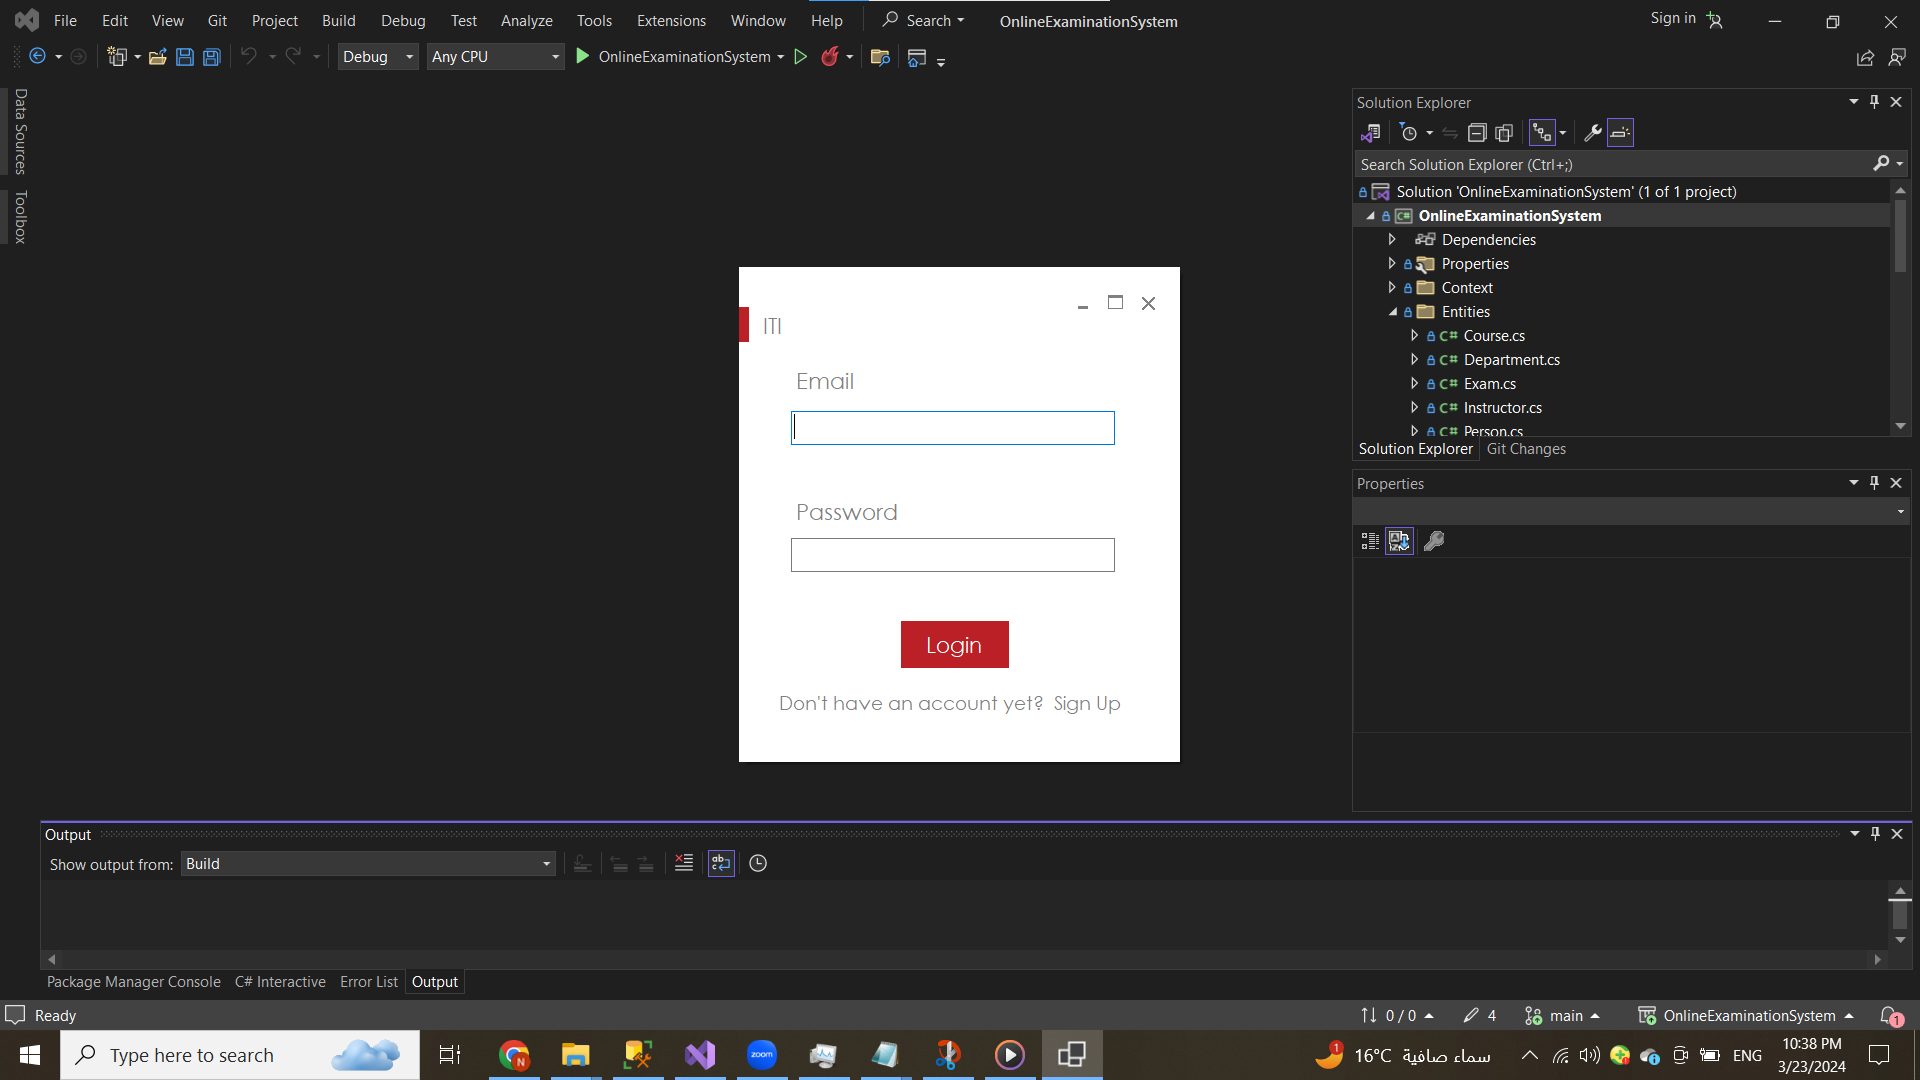 File Edit View Git Project Build Debug Test Analyze Tools Extensions Window Help Search OnlineExaminationSystem Sign in
Debug Any CPU OnlineExaminationSystem
Data Sources
Toolbox
Solution Explorer
Search Solution Explorer (Ctrl+;)
Solution 'OnlineExaminationSystem' (1 of 1 project)
C# OnlineExaminationSystem
Dependencies
Properties
Context
Entities
C# Course.cs
C# Department.cs
C# Exam.cs
C# Instructor.cs
C# Person.cs
Solution Explorer Git Changes
Properties
ITI
Email
Password
Login
Don't have an account yet? Sign Up
Output
Show output from: Build
Package Manager Console C# Interactive Error List Output
Ready 0 / 0 4 main OnlineExaminationSystem 1
Type here to search zoom 1 16°C سماء صافية ENG 10:38 PM
3/23/2024